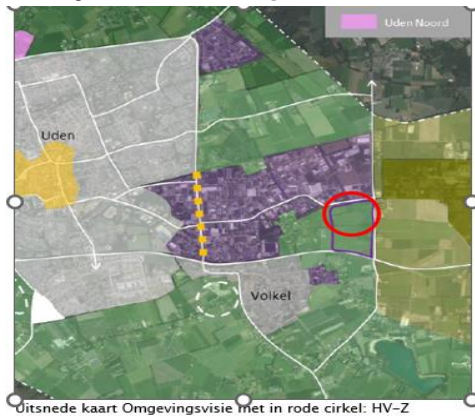 Uden Noord
Uden
Volkel
Uitsnede kaart Omgevingsvisie met in rode cirkel: HV-Z